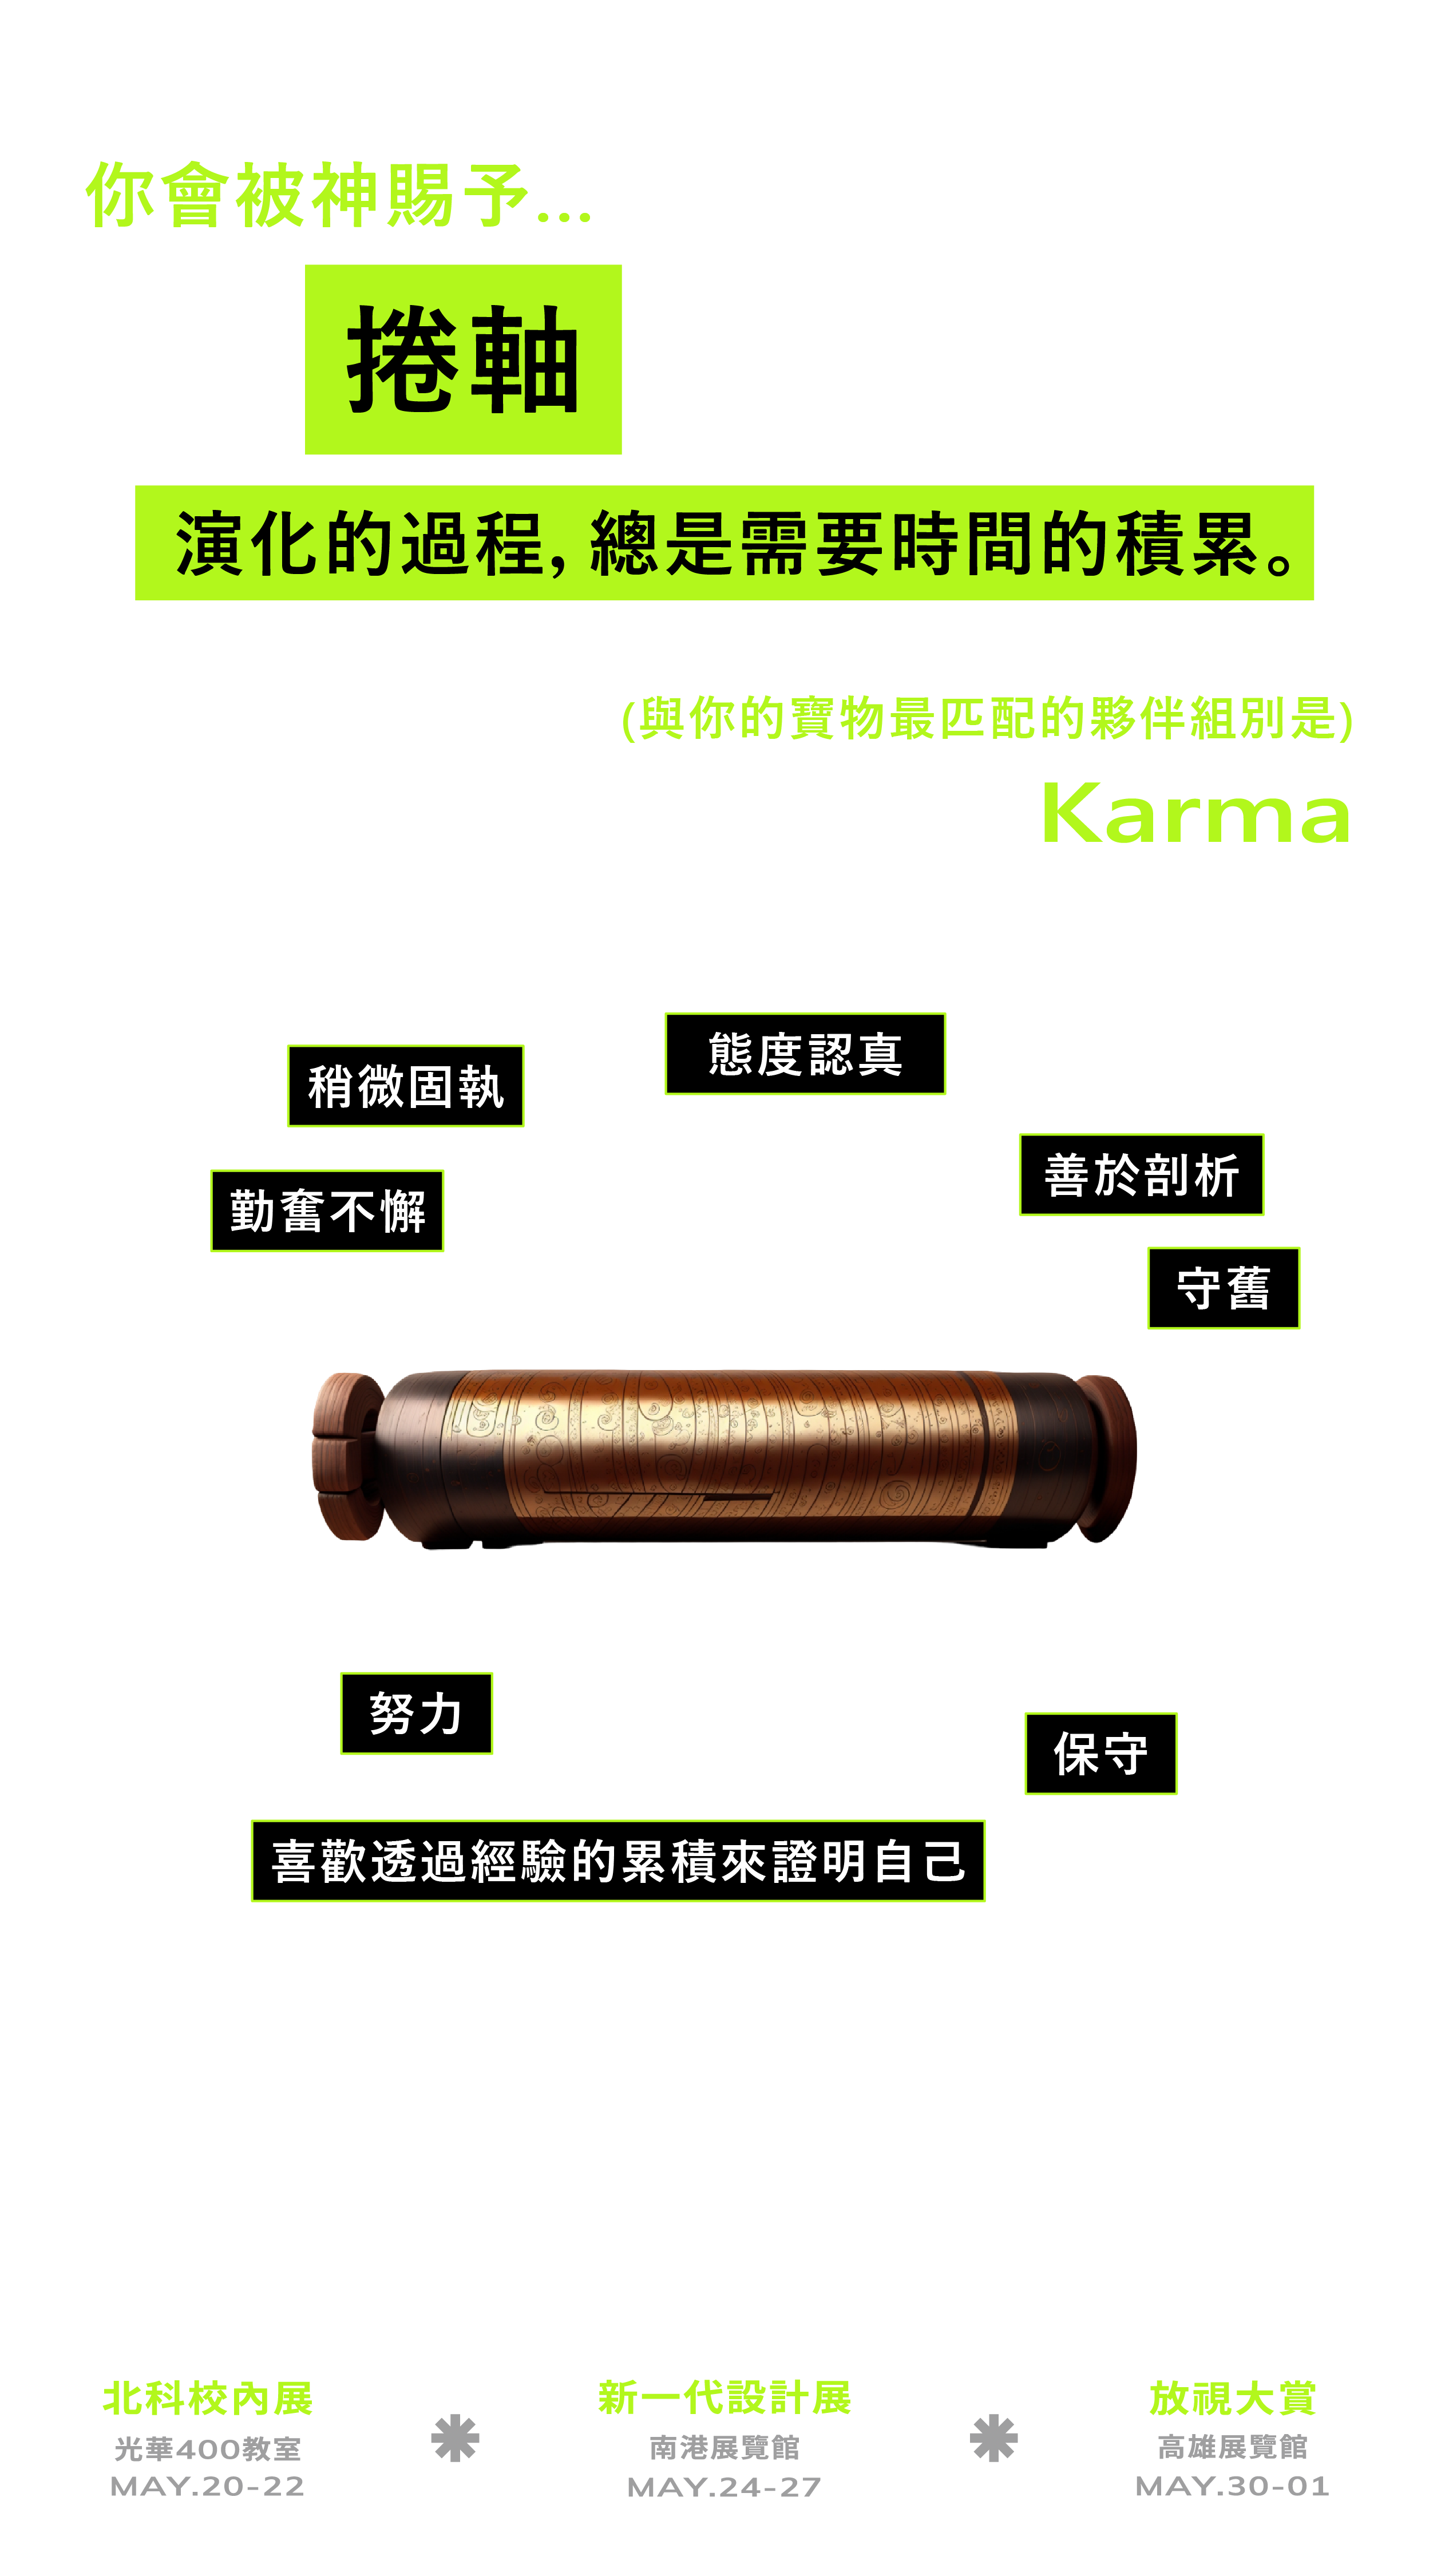 你會被神賜予...
捲軸
演化的過程，總是需要時間的積累。
(與你的寶物最匹配的夥伴組別是)
Karma
態度認真
稍微固執
善於剖析
勤奮不懈
守舊
努力
保守
喜歡透過經驗的累積來證明自己
北科校內展
光華400教室
MAY.20-22
新一代設計展
南港展覽館
MAY.24-27
放視大賞
高雄展覽館
MAY.30-01